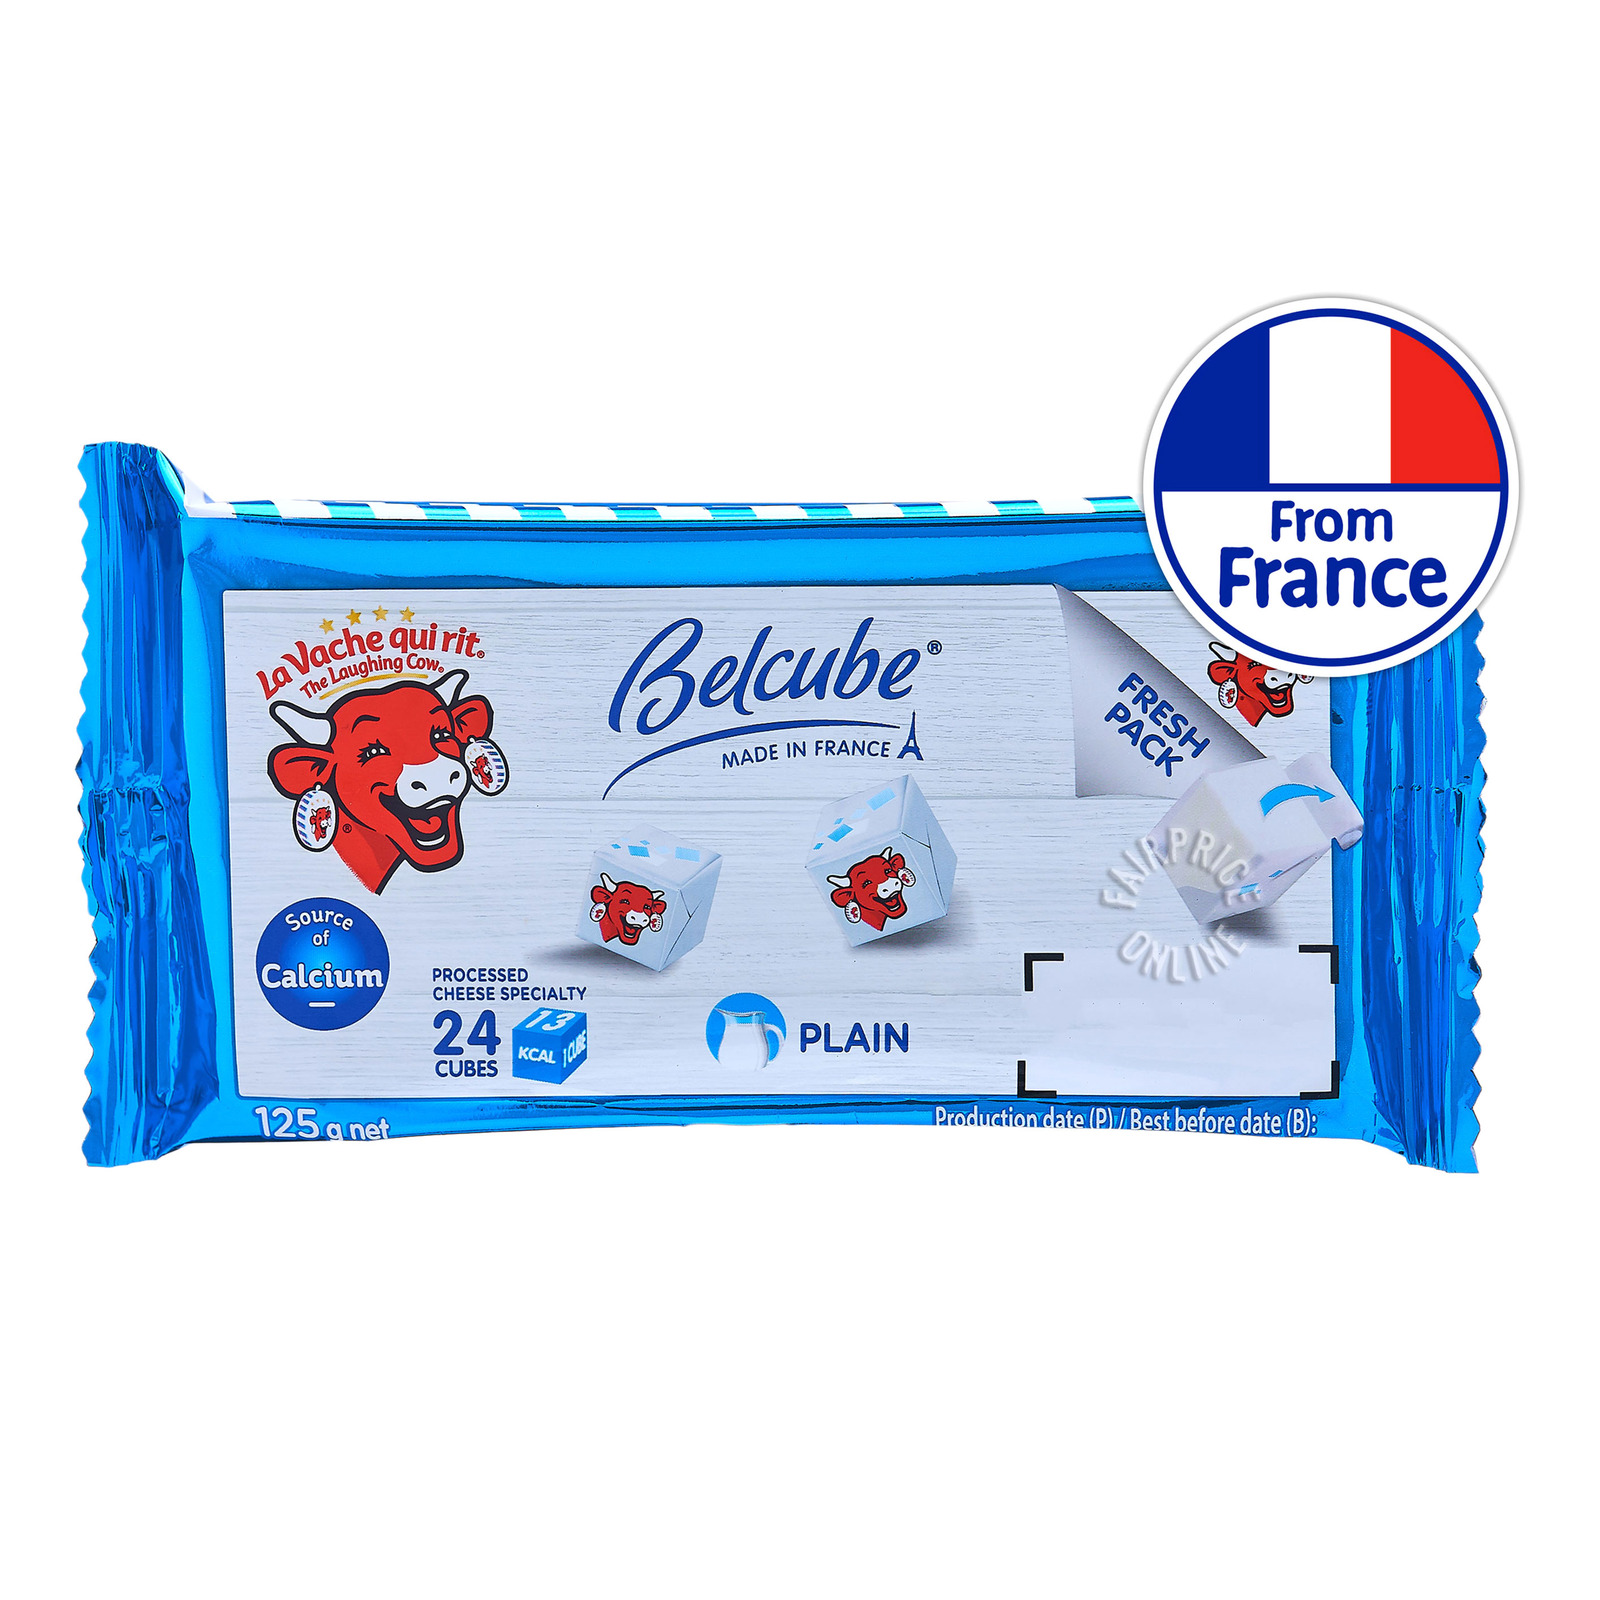 From
France
La Vache qui rit®
The Laughing Cow®
Belcube®
MADE IN FRANCE
FRESH
PACK
Source
of
Calcium
PROCESSED
CHEESE SPECIALTY
24
CUBES
13
KCAL
1 CUBE
PLAIN
FAIRPRICE
ONLINE
125 g net
Production date (P) / Best before date (B):